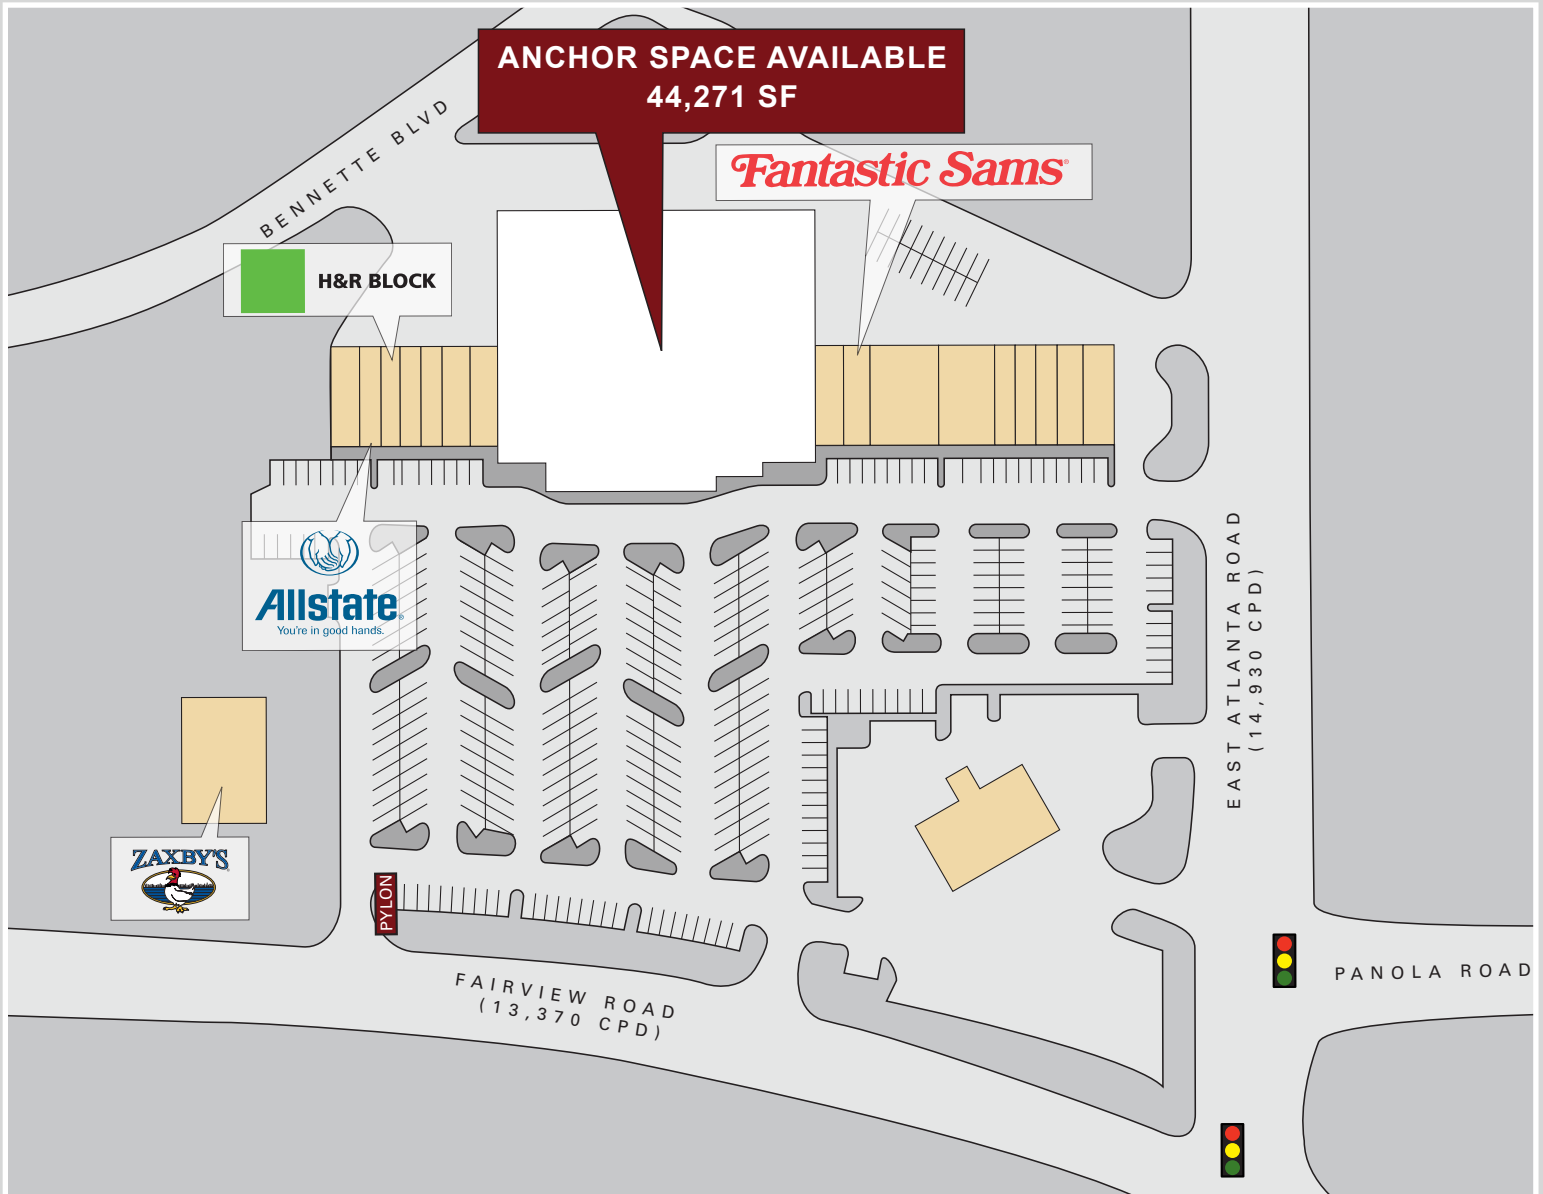 ANCHOR SPACE AVAILABLE
44,271 SF
BENNETTE BLVD
Fantastic Sams®
H&R BLOCK
Allstate®
You're in good hands.
EAST ATLANTA ROAD
(14,930 CPD)
ZAXBY'S
PYLON
FAIRVIEW ROAD
(13,370 CPD)
PANOLA ROAD